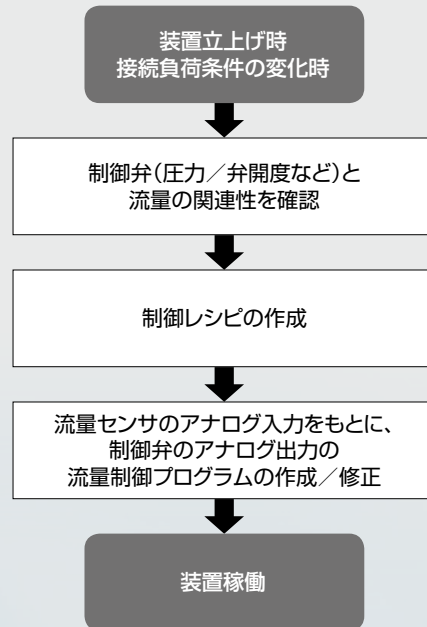 装置立上げ時
接続負荷条件の変化時
制御弁(圧力／弁開度など)と
流量の関連性を確認
制御レシピの作成
流量センサのアナログ入力をもとに、
制御弁のアナログ出力の
流量制御プログラムの作成／修正
装置稼働